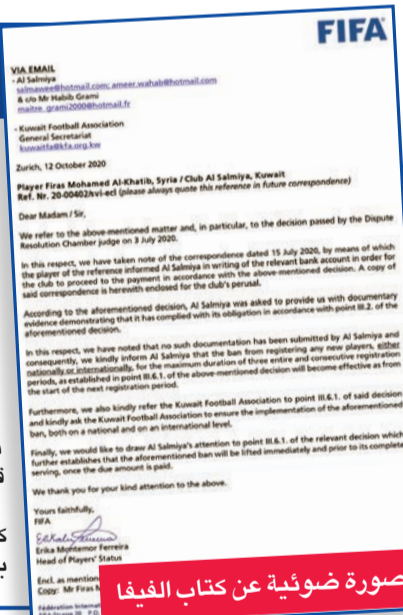 FIFA
VIA EMAIL
- Al Salmiya
salmawee@hotmail.com; ameer.wahab@hotmail.com
& c/o Mr Habib Grami
maitre_grami2000@hotmail.fr
- Kuwait Football Association
General Secretariat
kuwaitfa@kfa.org.kw
Zurich, 12 October 2020
Player Firas Mohamed Al-Khatib, Syria / Club Al Salmiya, Kuwait
Ref. Nr. 20-00402/svi-ecl (please always quote this reference in future correspondence)
Dear Madam / Sir,
We refer to the above-mentioned matter and, in particular, to the decision passed by the Dispute
Resolution Chamber judge on 3 July 2020.
In this respect, we have taken note of the correspondence dated 15 July 2020, by means of which
the player of the reference informed Al Salmiya in writing of the relevant bank account in order for
the club to proceed to the payment in accordance with the above-mentioned decision. A copy of
said correspondence is herewith enclosed for the club's perusal.
According to the aforementioned decision, Al Salmiya was asked to provide us with documentary
evidence demonstrating that it has complied with its obligation in accordance with point III.2. of the
aforementioned decision.
In this respect, we have noted that no such documentation has been submitted by Al Salmiya and
consequently, we kindly inform Al Salmiya that the ban from registering any new players, either
nationally or internationally, for the maximum duration of three entire and consecutive registration
periods, as established in point III.6.1. of the above-mentioned decision will become effective as from
the start of the next registration period.
Furthermore, we also kindly refer the Kuwait Football Association to point III.6.1. of said decision
and kindly ask the Kuwait Football Association to ensure the implementation of the aforementioned
ban, both on a national and on an international level.
Finally, we would like to draw Al Salmiya's attention to point III.6.1. of the relevant decision which
further establishes that the aforementioned ban will be lifted immediately and prior to its complete
serving, once the due amount is paid.
We thank you for your kind attention to the above.
Yours faithfully,
FIFA
Erika Montemor Ferreira
Head of Players' Status
Encl. as mention
Copy: Mr Firas M
Fédération Internat
صورة ضوئية عن كتاب الفيفا